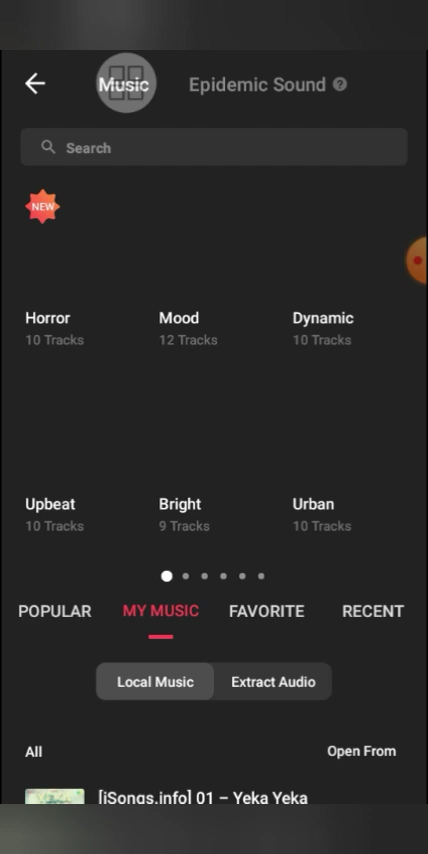 Music Epidemic Sound ?
Search
NEW
Horror Mood Dynamic
10 Tracks 12 Tracks 10 Tracks
Upbeat Bright Urban
10 Tracks 9 Tracks 10 Tracks
POPULAR MY MUSIC FAVORITE RECENT
Local Music Extract Audio
All Open From
[iSongs.info] 01 – Yeka Yeka